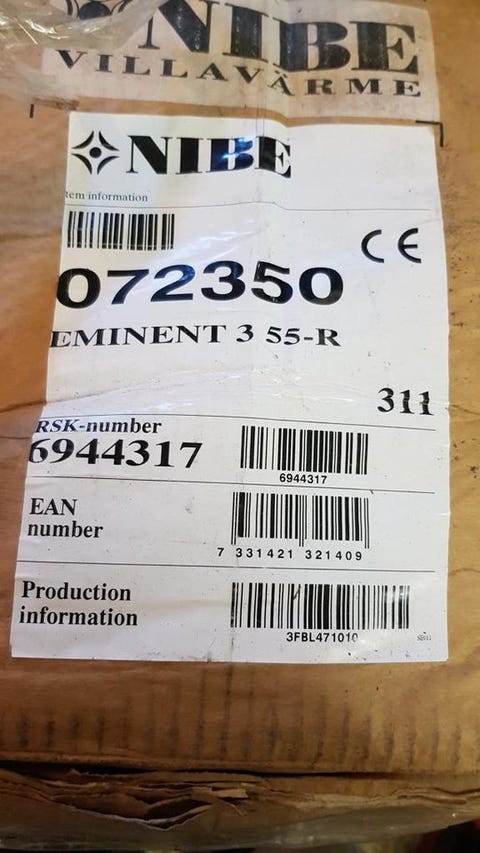 NIBE
VILLAVÄRME
NIBE
tem information
CE
072350
EMINENT 3 55-R
311
RSK-number
6944317
6944317
EAN
number
7 331421 321409
Production
information
3FBL471010